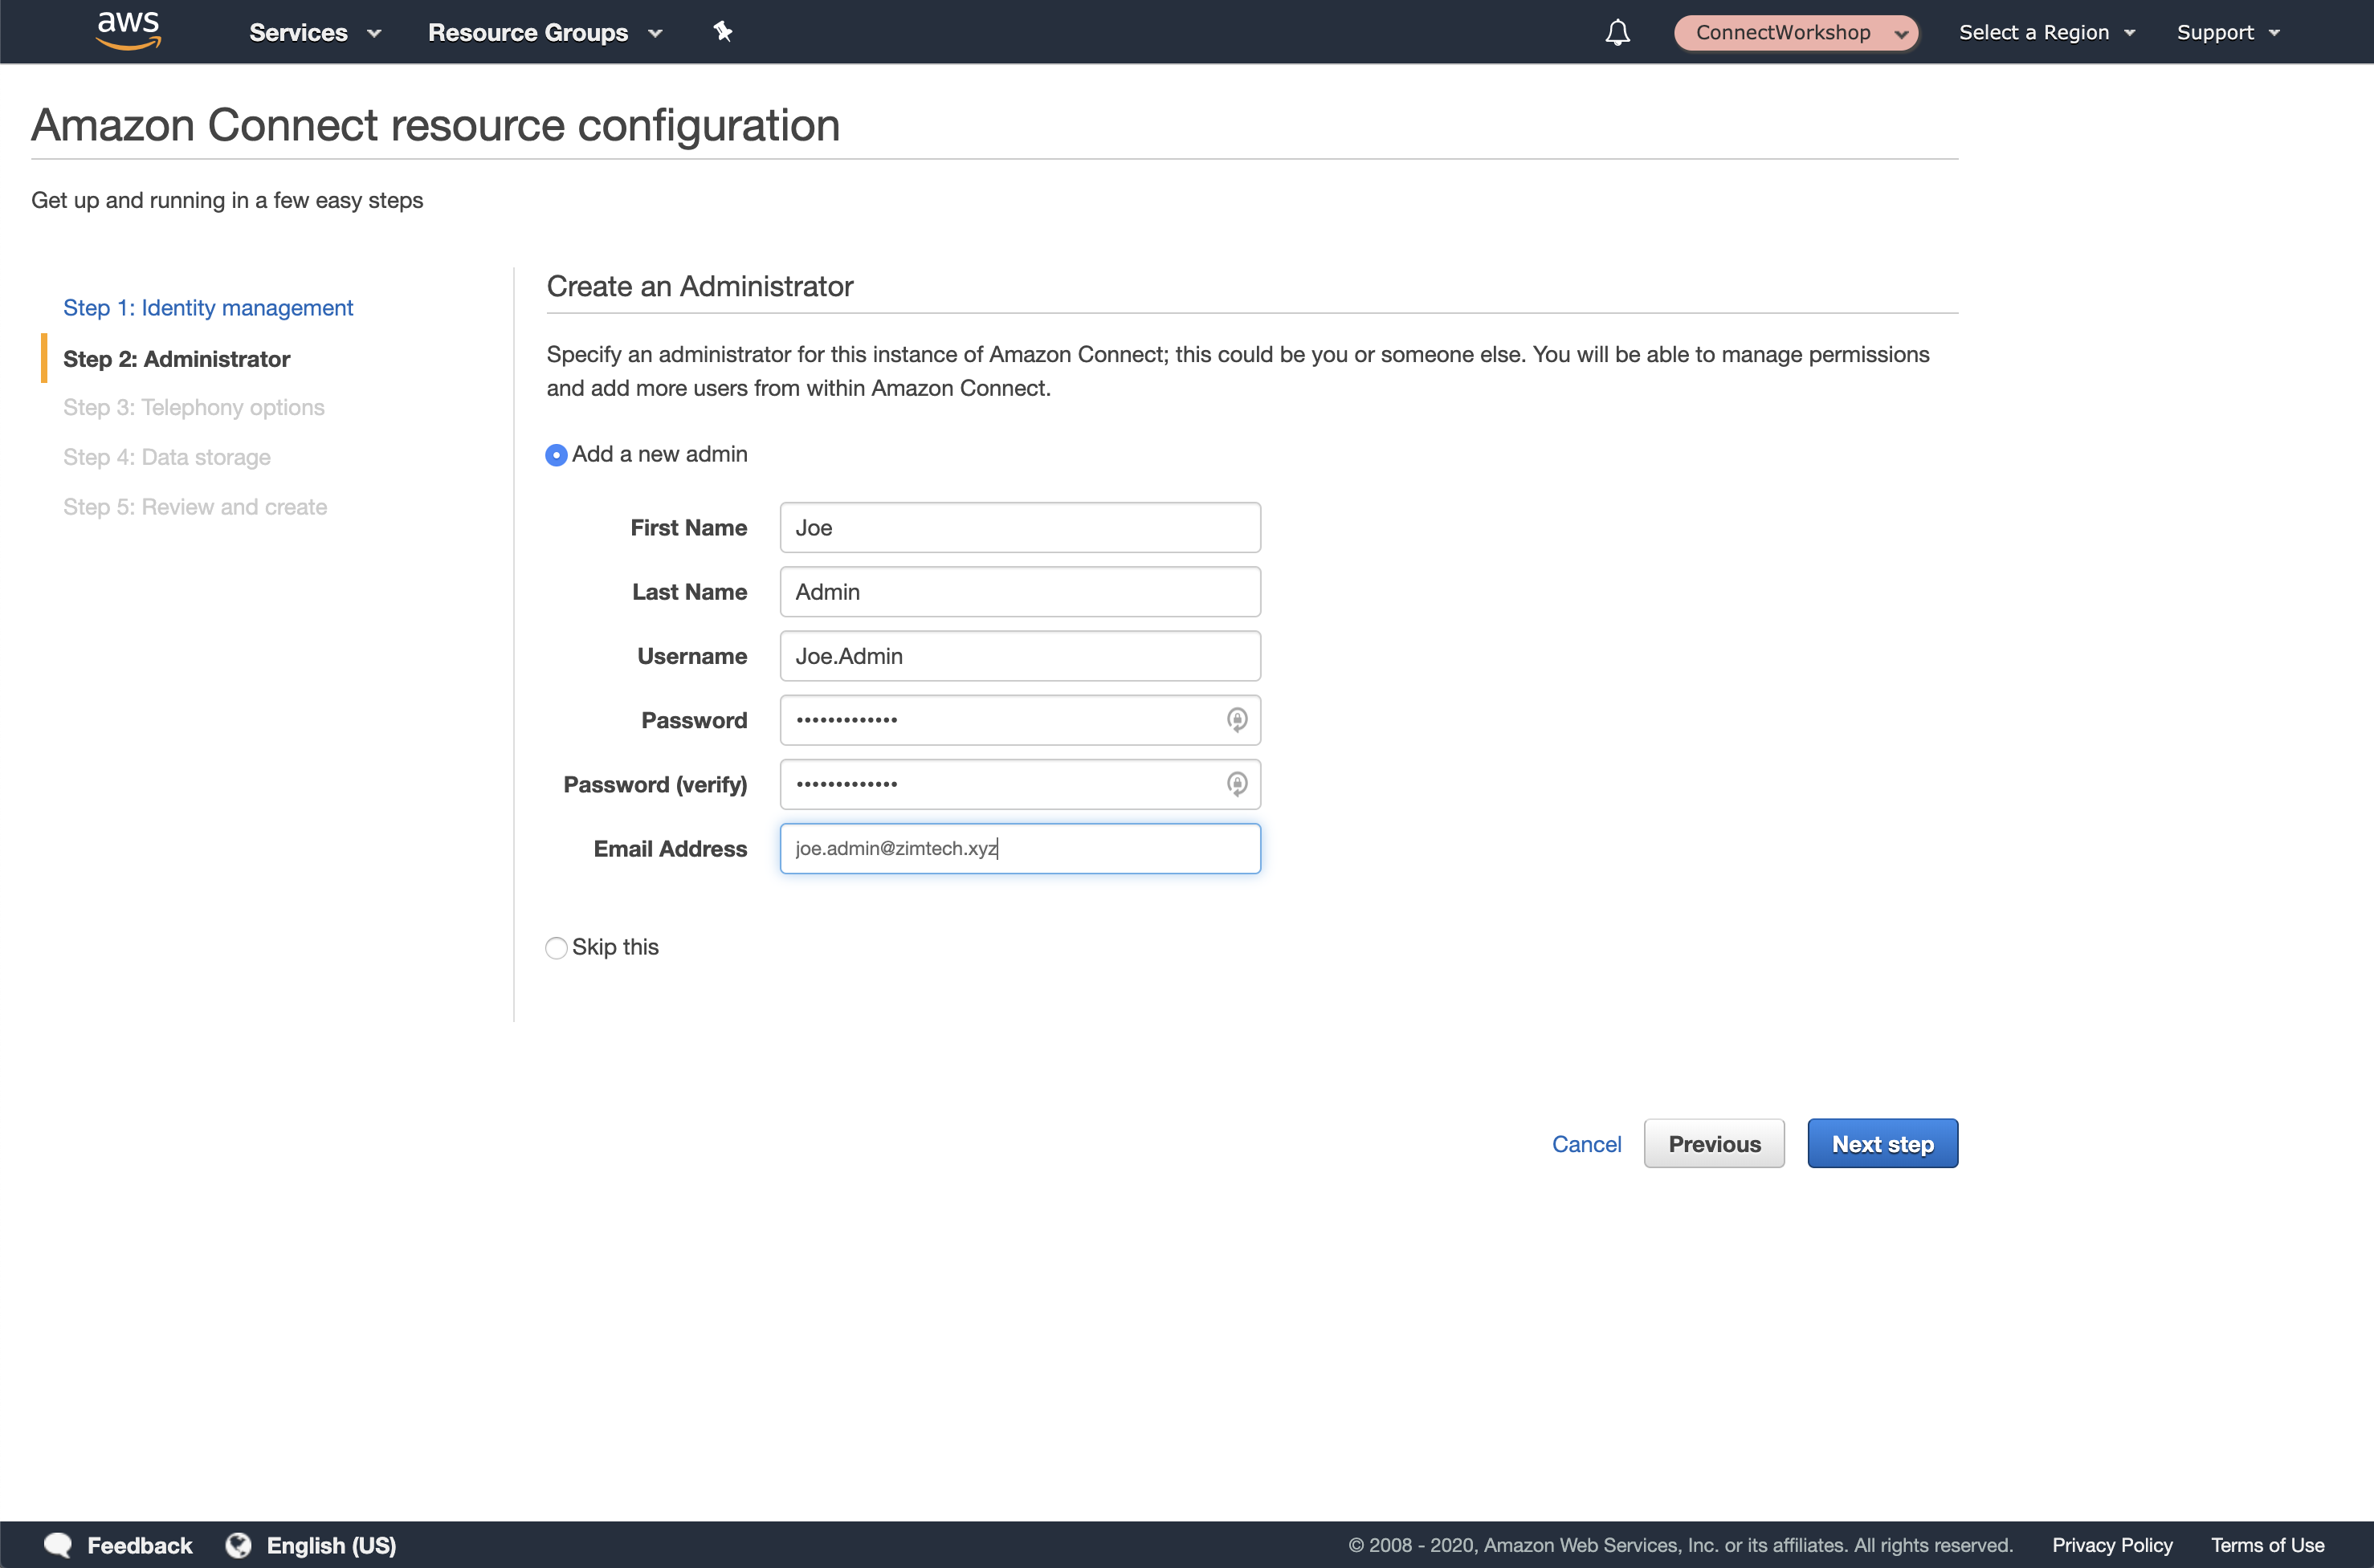 aws Services Resource Groups ConnectWorkshop Select a Region Support
Amazon Connect resource configuration
Get up and running in a few easy steps
Step 1: Identity management
Step 2: Administrator
Step 3: Telephony options
Step 4: Data storage
Step 5: Review and create
Create an Administrator
Specify an administrator for this instance of Amazon Connect; this could be you or someone else. You will be able to manage permissions
and add more users from within Amazon Connect.
Add a new admin
First Name Joe
Last Name Admin
Username Joe.Admin
Password •••••••••••••
Password (verify) •••••••••••••
Email Address joe.admin@zimtech.xyz
Skip this
Cancel Previous Next step
Feedback English (US) © 2008 - 2020, Amazon Web Services, Inc. or its affiliates. All rights reserved. Privacy Policy Terms of Use